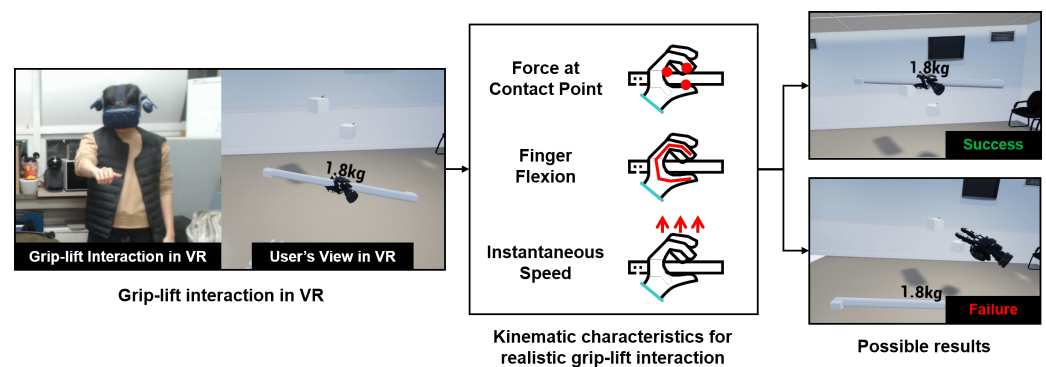 1.8kg
Grip-lift Interaction in VR
User's View in VR
Grip-lift interaction in VR
Force at
Contact Point
Finger
Flexion
Instantaneous
Speed
Kinematic characteristics for
realistic grip-lift interaction
1.8kg
Success
1.8kg
Failure
Possible results